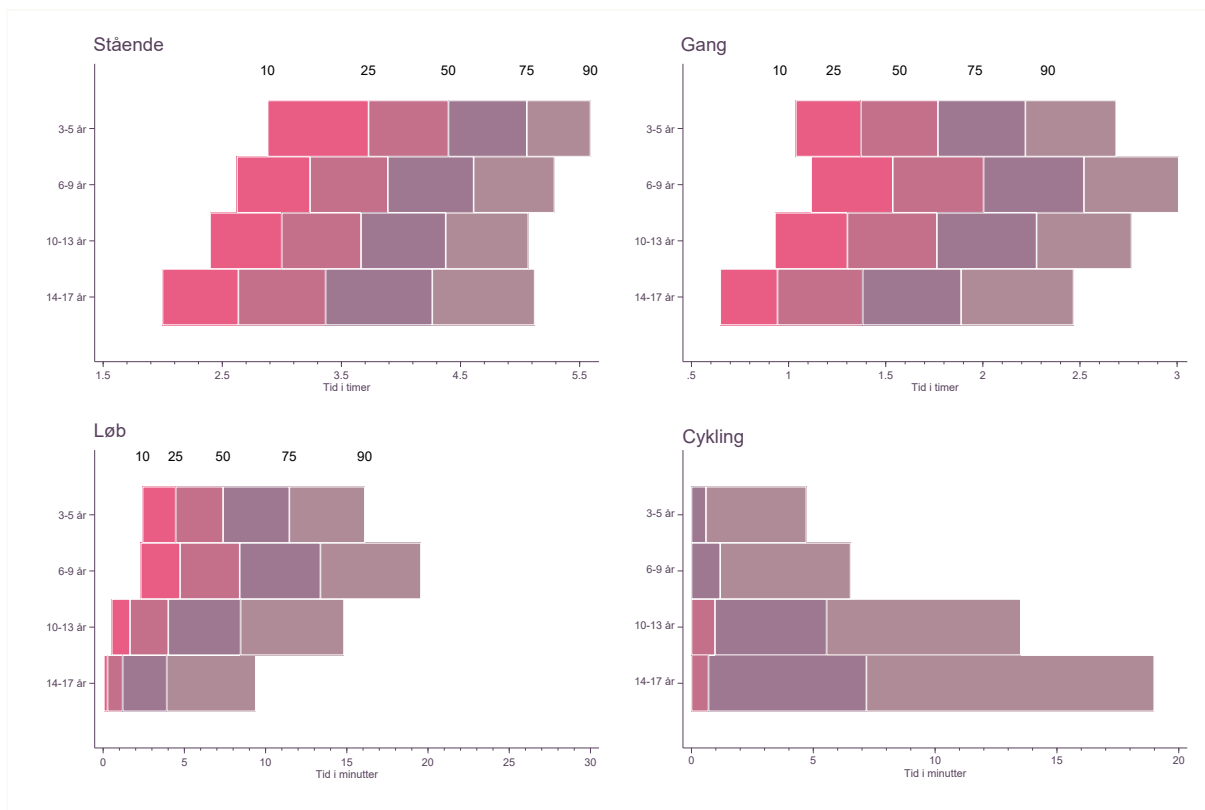 Stående
10 25 50 75 90
3-5 år
6-9 år
10-13 år
14-17 år
1.5 2.5 3.5 4.5 5.5
Tid i timer
Gang
10 25 50 75 90
3-5 år
6-9 år
10-13 år
14-17 år
.5 1 1.5 2 2.5 3
Tid i timer
Løb
10 25 50 75 90
3-5 år
6-9 år
10-13 år
14-17 år
0 5 10 15 20 25 30
Tid i minutter
Cykling
3-5 år
6-9 år
10-13 år
14-17 år
0 5 10 15 20
Tid i minutter